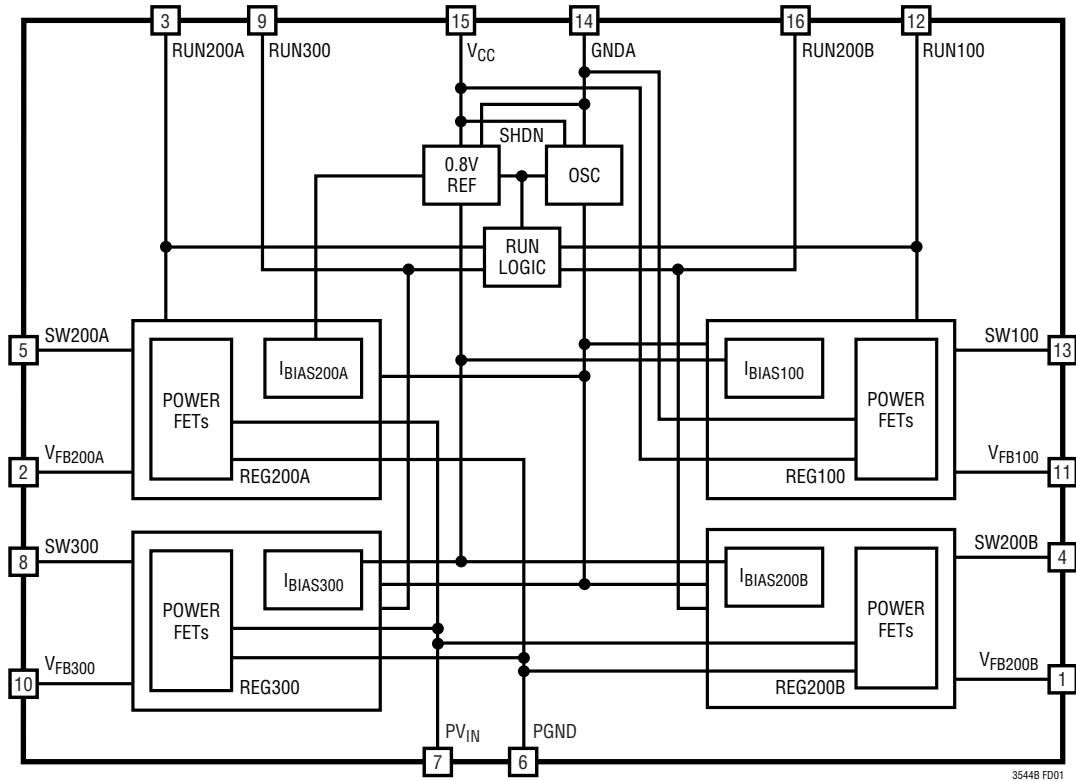 3
9
15
14
16
12
RUN200A
RUN300
VCC
GNDA
RUN200B
RUN100
SHDN
0.8V
REF
OSC
RUN
LOGIC
SW200A
5
POWER
FETs
IBIAS200A
VFB200A
2
REG200A
IBIAS100
POWER
FETs
SW100
13
VFB100
11
REG100
SW300
8
POWER
FETs
IBIAS300
VFB300
10
REG300
IBIAS200B
POWER
FETs
SW200B
4
VFB200B
1
REG200B
PVIN
PGND
7
6
3544B FD01